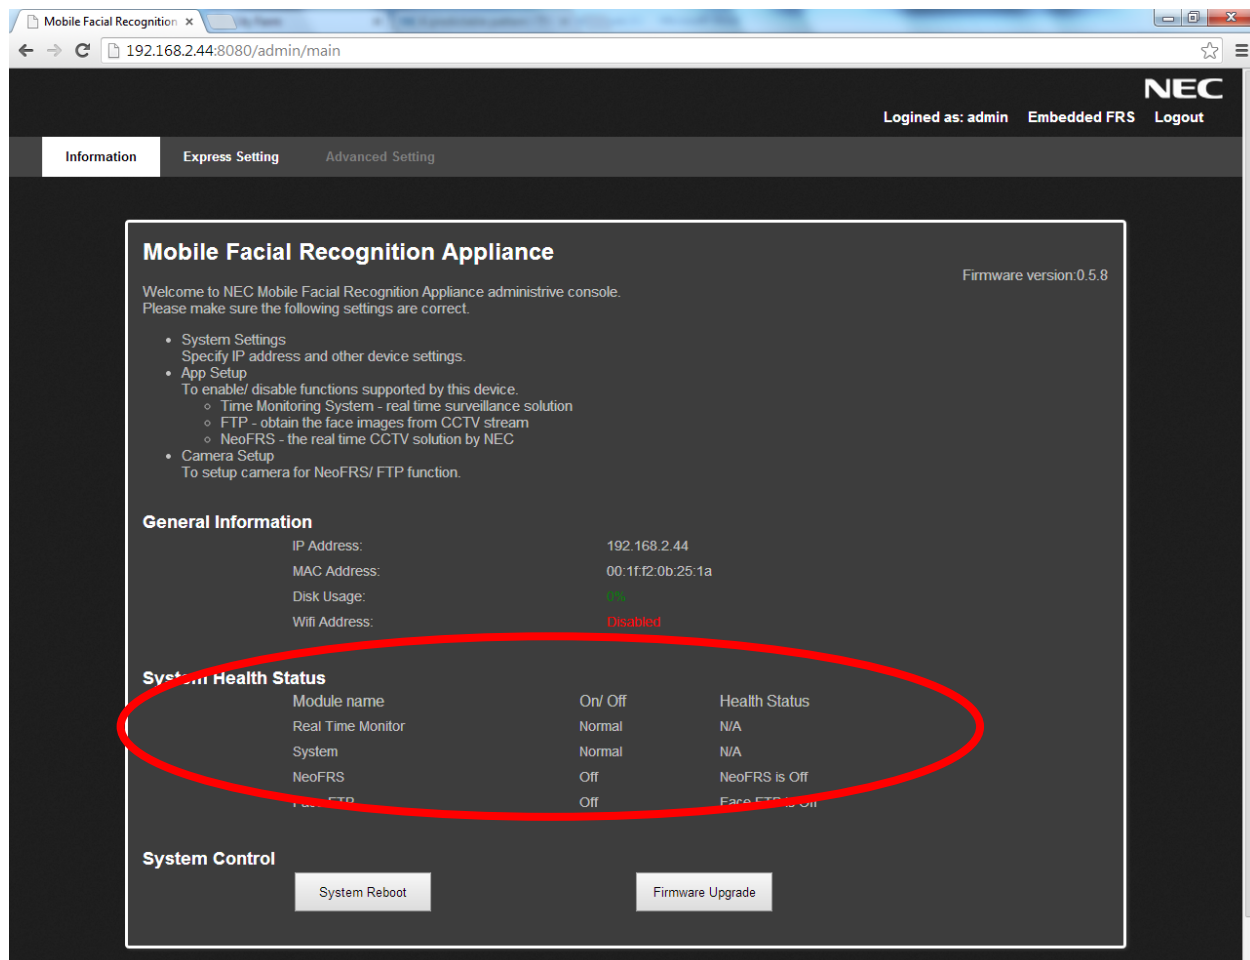 Mobile Facial Recognition
192.168.2.44:8080/admin/main
NEC
Logined as: admin Embedded FRS Logout
Information Express Setting Advanced Setting
Mobile Facial Recognition Appliance
Firmware version:0.5.8
Welcome to NEC Mobile Facial Recognition Appliance administrive console.
Please make sure the following settings are correct.
• System Settings
Specify IP address and other device settings.
• App Setup
To enable/ disable functions supported by this device.
◦ Time Monitoring System - real time surveillance solution
◦ FTP - obtain the face images from CCTV stream
◦ NeoFRS - the real time CCTV solution by NEC
• Camera Setup
To setup camera for NeoFRS/ FTP function.
General Information
IP Address: 192.168.2.44
MAC Address: 00:1f:f2:0b:25:1a
Disk Usage: 0%
Wifi Address: Disabled
System Health Status
Module name On/ Off Health Status
Real Time Monitor Normal N/A
System Normal N/A
NeoFRS Off NeoFRS is Off
Face FTP Off Face FTP is Off
System Control
System Reboot Firmware Upgrade